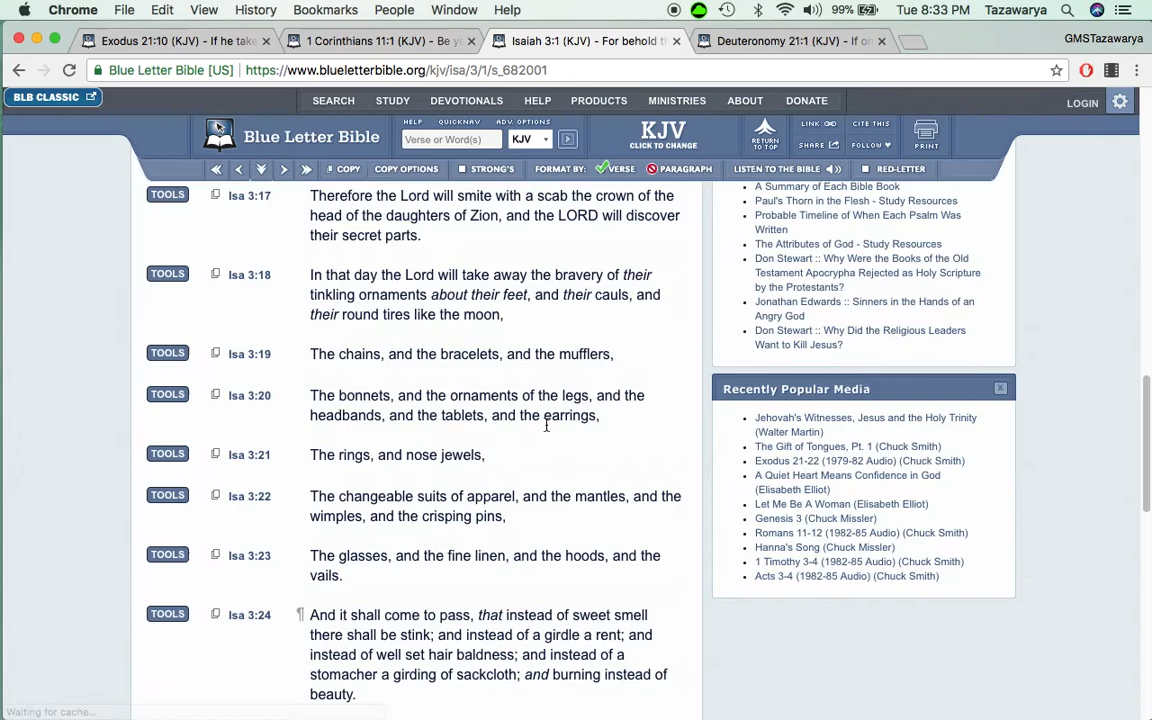 Chrome File Edit View History Bookmarks People Window Help 99% Tue 8:33 PM Tazawarya
Exodus 21:10 (KJV) - If he take 1 Corinthians 11:1 (KJV) - Be y Isaiah 3:1 (KJV) - For behold th Deuteronomy 21:1 (KJV) - If on GMSTazawarya
Blue Letter Bible [US] https://www.blueletterbible.org/kjv/isa/3/1/s_682001
BLB CLASSIC SEARCH STUDY DEVOTIONALS HELP PRODUCTS MINISTRIES ABOUT DONATE LOGIN
HELP QUICKNAV ADV. OPTIONS
Blue Letter Bible Verse or Word(s) KJV
KJV
CLICK TO CHANGE
RETURN
TO TOP
LINK CITE THIS
SHARE FOLLOW
PRINT
COPY COPY OPTIONS STRONG'S FORMAT BY: VERSE PARAGRAPH LISTEN TO THE BIBLE RED-LETTER
TOOLS Isa 3:17 Therefore the Lord will smite with a scab the crown of the
head of the daughters of Zion, and the LORD will discover
their secret parts.
TOOLS Isa 3:18 In that day the Lord will take away the bravery of their
tinkling ornaments about their feet, and their cauls, and
their round tires like the moon,
TOOLS Isa 3:19 The chains, and the bracelets, and the mufflers,
TOOLS Isa 3:20 The bonnets, and the ornaments of the legs, and the
headbands, and the tablets, and the earrings,
TOOLS Isa 3:21 The rings, and nose jewels,
TOOLS Isa 3:22 The changeable suits of apparel, and the mantles, and the
wimples, and the crisping pins,
TOOLS Isa 3:23 The glasses, and the fine linen, and the hoods, and the
vails.
TOOLS Isa 3:24 ¶ And it shall come to pass, that instead of sweet smell
there shall be stink; and instead of a girdle a rent; and
instead of well set hair baldness; and instead of a
stomacher a girding of sackcloth; and burning instead of
beauty.
A Summary of Each Bible Book
Paul's Thorn in the Flesh - Study Resources
Probable Timeline of When Each Psalm Was
Written
The Attributes of God - Study Resources
Don Stewart :: Why Were the Books of the Old
Testament Apocrypha Rejected as Holy Scripture
by the Protestants?
Jonathan Edwards :: Sinners in the Hands of an
Angry God
Don Stewart :: Why Did the Religious Leaders
Want to Kill Jesus?
Recently Popular Media
Jehovah's Witnesses, Jesus and the Holy Trinity
(Walter Martin)
The Gift of Tongues, Pt. 1 (Chuck Smith)
Exodus 21-22 (1979-82 Audio) (Chuck Smith)
A Quiet Heart Means Confidence in God
(Elisabeth Elliot)
Let Me Be A Woman (Elisabeth Elliot)
Genesis 3 (Chuck Missler)
Romans 11-12 (1982-85 Audio) (Chuck Smith)
Hanna's Song (Chuck Missler)
1 Timothy 3-4 (1982-85 Audio) (Chuck Smith)
Acts 3-4 (1982-85 Audio) (Chuck Smith)
Waiting for cache...